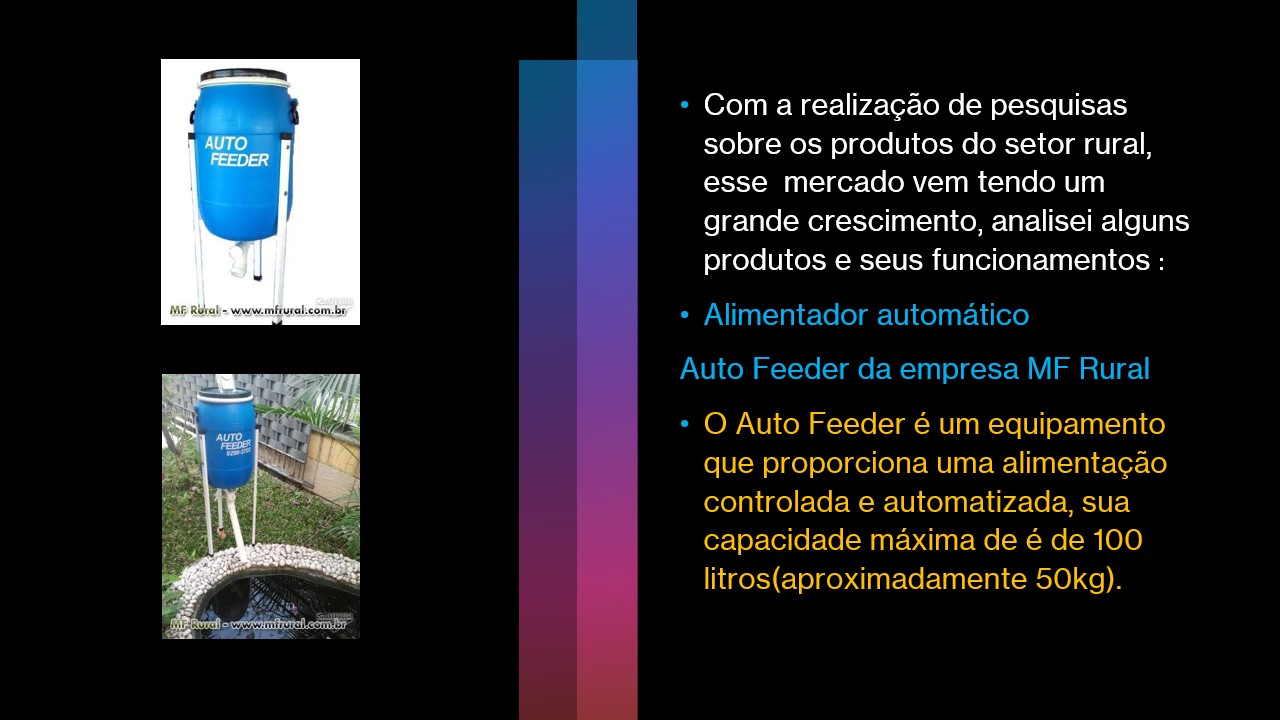 AUTO
FEEDER
MF Rural - www.mfrural.com.br
AUTO
FEEDER
MF Rural - www.mfrural.com.br
• Com a realização de pesquisas
sobre os produtos do setor rural,
esse  mercado vem tendo um
grande crescimento, analisei alguns
produtos e seus funcionamentos :
• Alimentador automático
Auto Feeder da empresa MF Rural
• O Auto Feeder é um equipamento
que proporciona uma alimentação
controlada e automatizada, sua
capacidade máxima de é de 100
litros(aproximadamente 50kg).